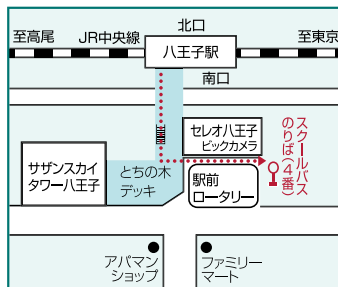 北口
至高尾
JR中央線
八王子駅
至東京
南口
セレオ八王子
ビックカメラ
スクールバス
のりば(4番)
サザンスカイ
タワー八王子
とちの木
デッキ
駅前
ロータリー
アパマン
ショップ
ファミリー
マート